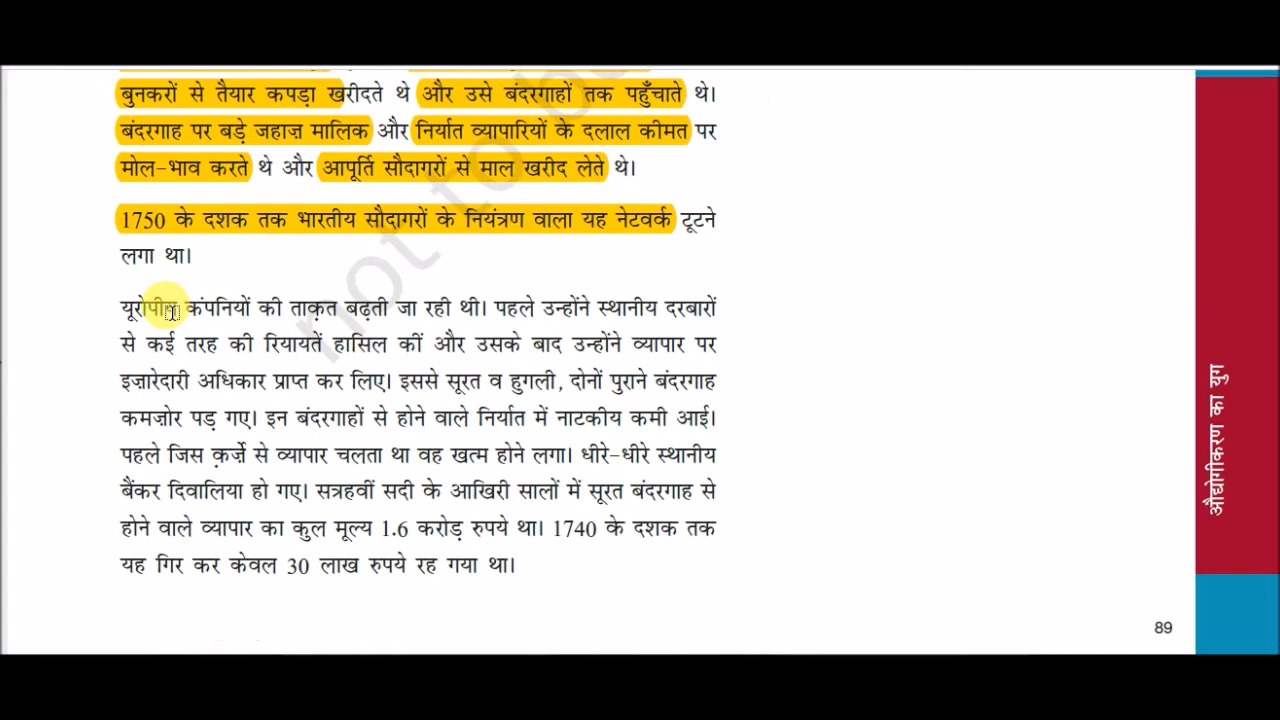 बुनकरों से तैयार कपड़ा खरीदते थे और उसे बंदरगाहों तक पहुँचाते थे।
बंदरगाह पर बड़े जहाज़ मालिक और निर्यात व्यापारियों के दलाल कीमत पर
मोल-भाव करते थे और आपूर्ति सौदागरों से माल खरीद लेते थे।
1750 के दशक तक भारतीय सौदागरों के नियंत्रण वाला यह नेटवर्क टूटने
लगा था।
यूरोपीय कंपनियों की ताक़त बढ़ती जा रही थी। पहले उन्होंने स्थानीय दरबारों
से कई तरह की रियायतें हासिल कीं और उसके बाद उन्होंने व्यापार पर
इज़ारेदारी अधिकार प्राप्त कर लिए। इससे सूरत व हुगली, दोनों पुराने बंदरगाह
कमज़ोर पड़ गए। इन बंदरगाहों से होने वाले निर्यात में नाटकीय कमी आई।
पहले जिस क़र्ज़े से व्यापार चलता था वह खत्म होने लगा। धीरे-धीरे स्थानीय
बैंकर दिवालिया हो गए। सत्रहवीं सदी के आखिरी सालों में सूरत बंदरगाह से
होने वाले व्यापार का कुल मूल्य 1.6 करोड़ रुपये था। 1740 के दशक तक
यह गिर कर केवल 30 लाख रुपये रह गया था।
औद्योगीकरण का युग
89
not to be